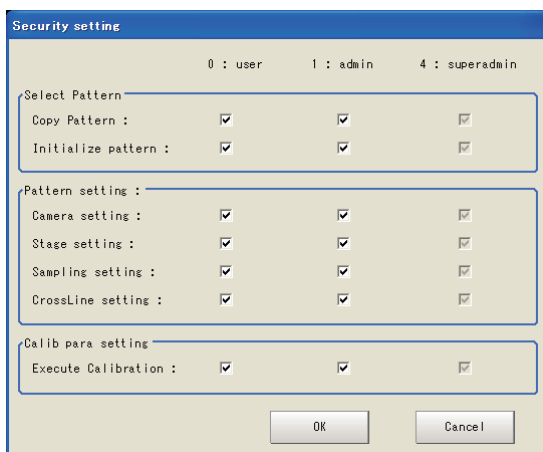 Security setting
0 : user 1 : admin 4 : superadmin
Select Pattern
Copy Pattern :
Initialize pattern :
Pattern setting :
Camera setting :
Stage setting :
Sampling setting :
CrossLine setting :
Calib para setting
Execute Calibration :
OK Cancel